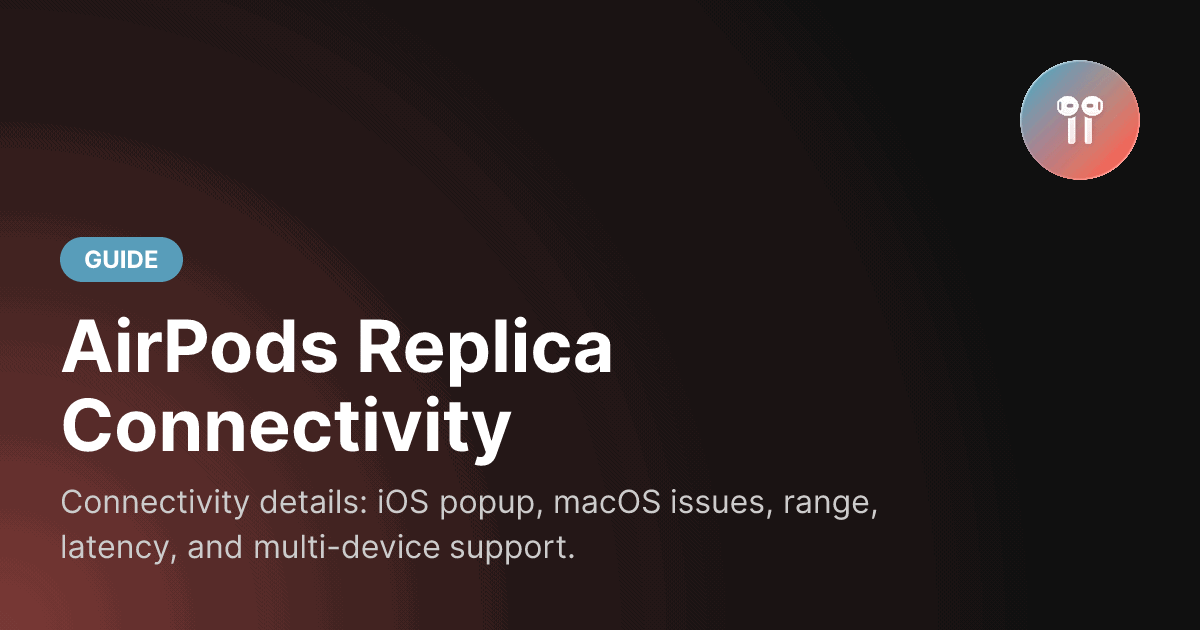 GUIDE
AirPods Replica
Connectivity
Connectivity details: iOS popup, macOS issues, range,
latency, and multi-device support.